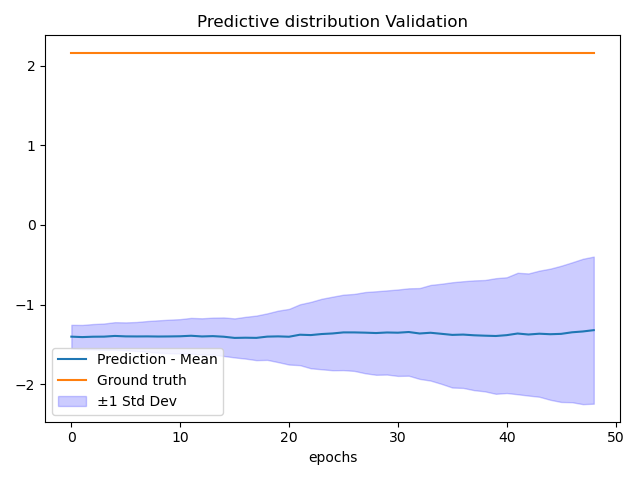 Predictive distribution Validation
2
1
0
−1
−2
Prediction - Mean
Ground truth
±1 Std Dev
0
10
20
30
40
50
epochs